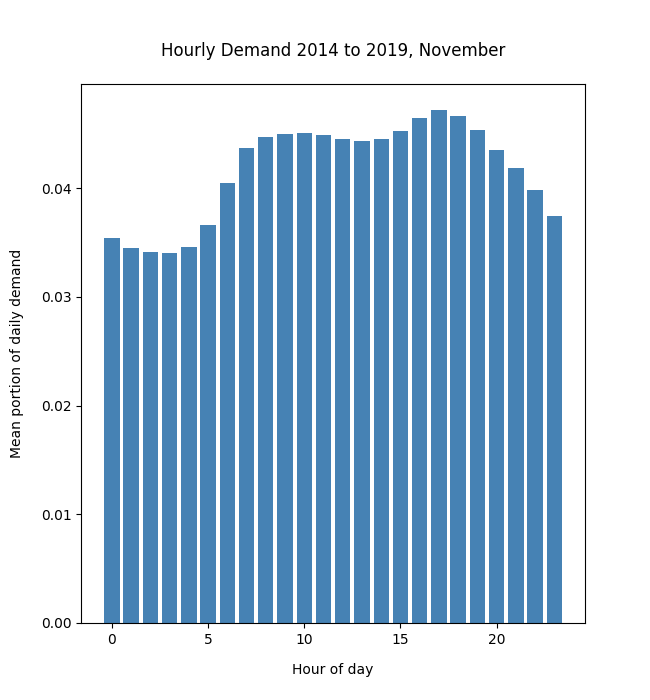 Hourly Demand 2014 to 2019, November
Mean portion of daily demand
0.04
0.03
0.02
0.01
0.00
0 5 10 15 20
Hour of day